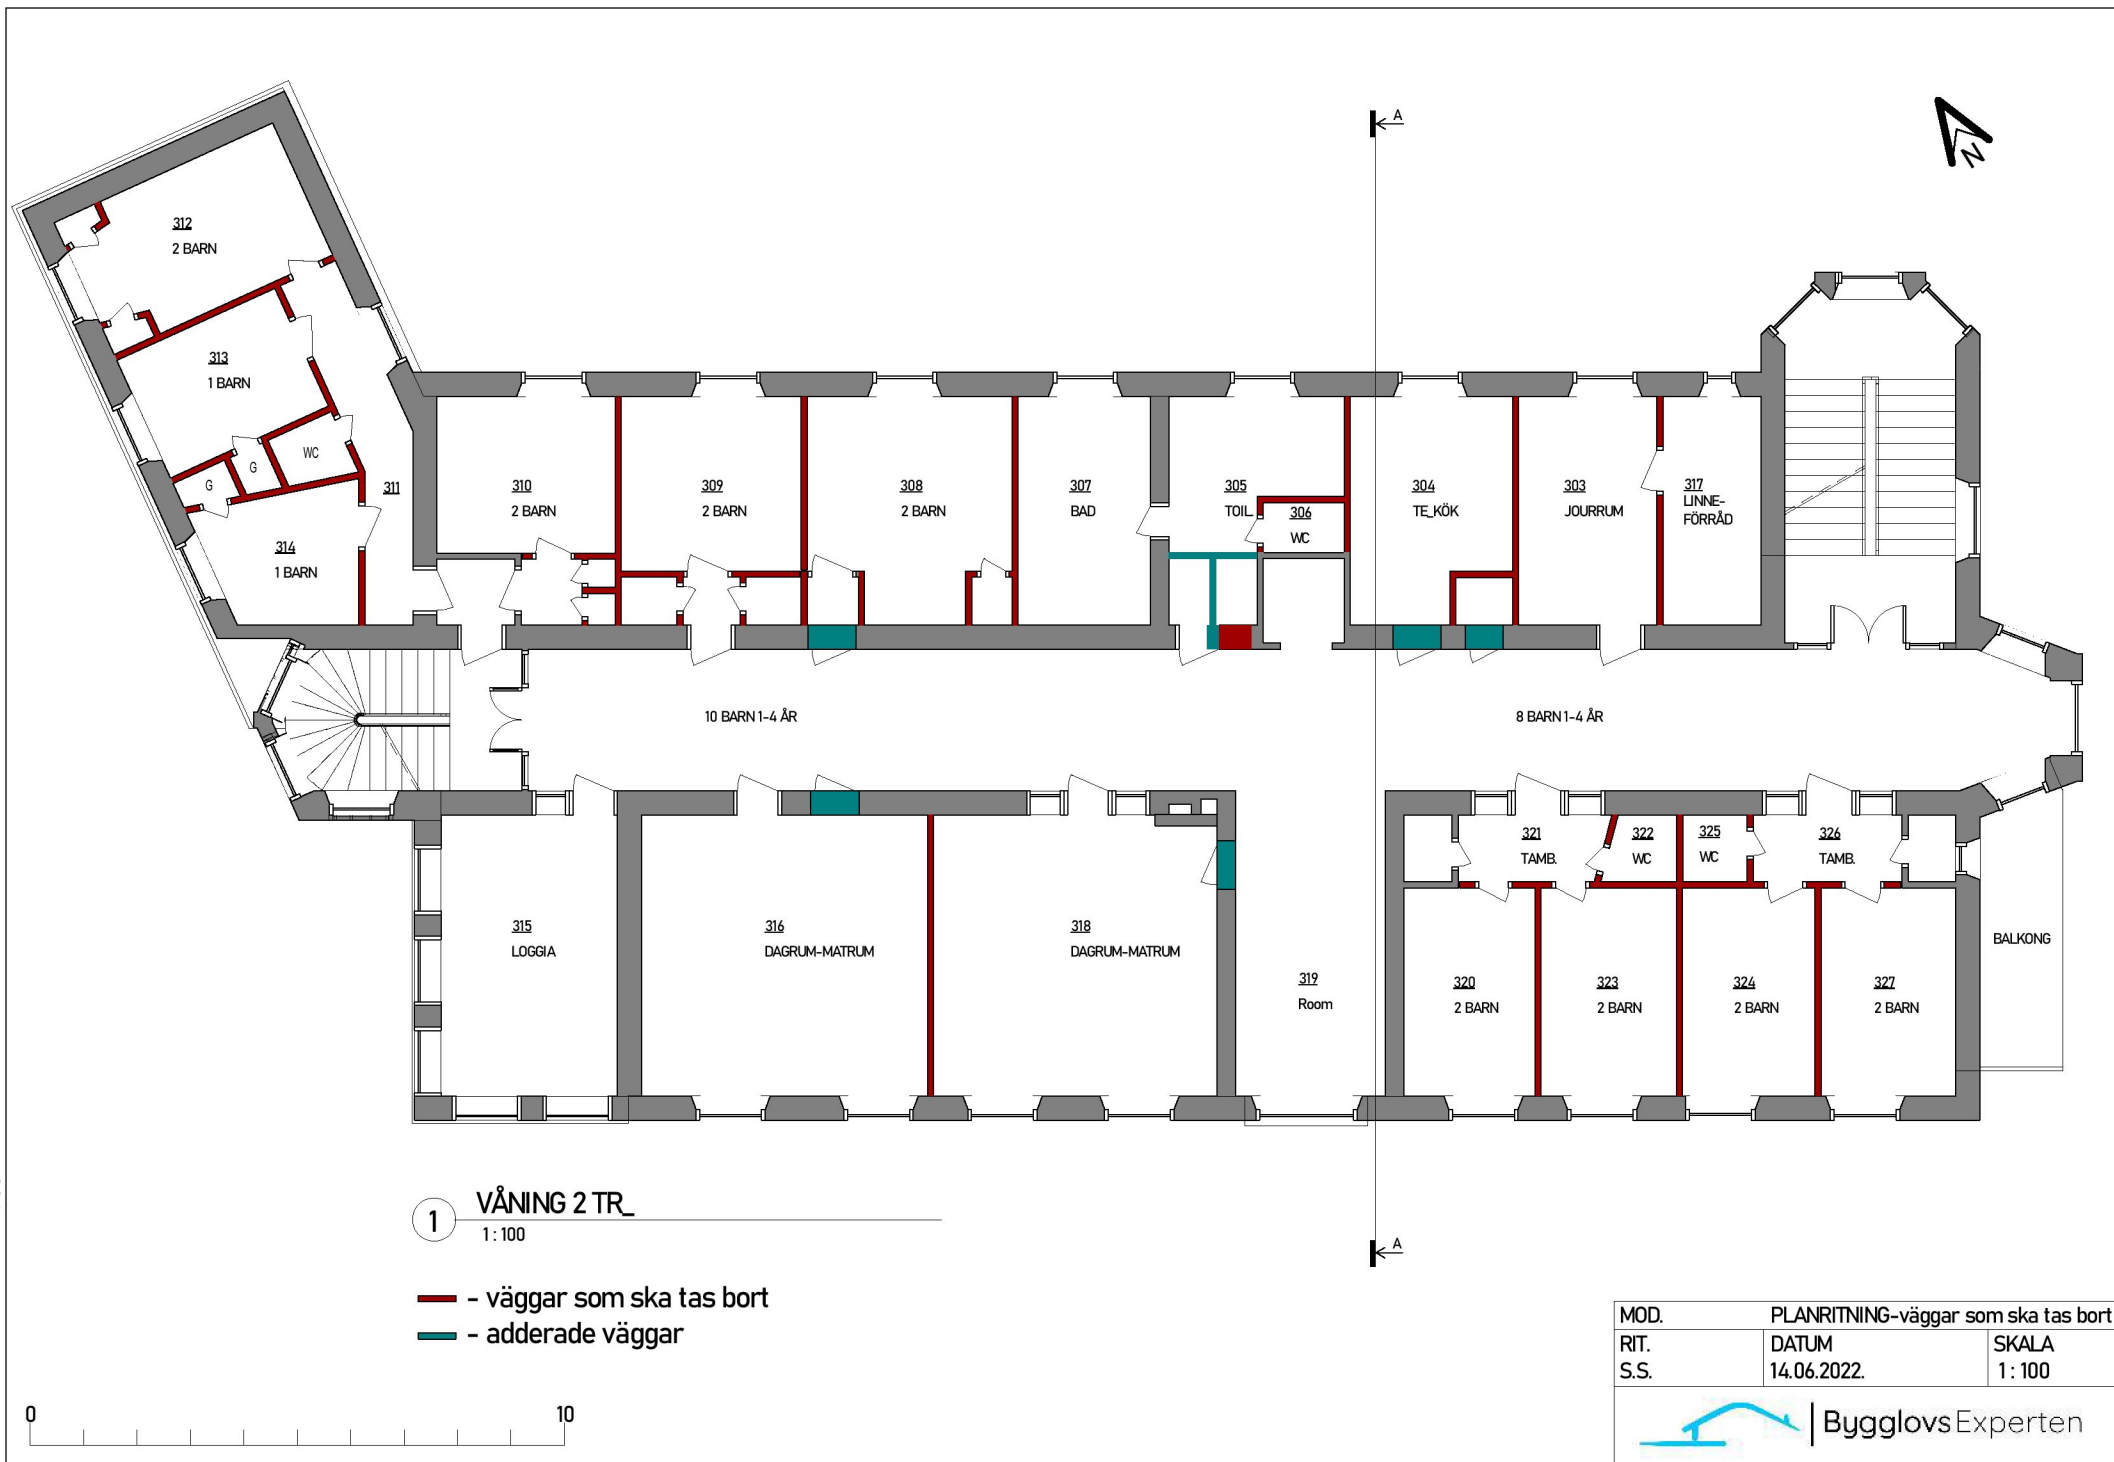 A
N
312
2 BARN
313
1 BARN
WC
G
G
311
314
1 BARN
310
2 BARN
309
2 BARN
308
2 BARN
307
BAD
305
TOIL.
306
WC
304
TE_KÖK
303
JOURRUM
317
LINNE-
FÖRRÅD
10 BARN 1-4 ÅR
8 BARN 1-4 ÅR
321
TAMB.
322
WC
325
WC
326
TAMB.
315
LOGGIA
316
DAGRUM-MATRUM
318
DAGRUM-MATRUM
319
Room
320
2 BARN
323
2 BARN
324
2 BARN
327
2 BARN
BALKONG
1
VÅNING 2 TR_
1 : 100
A
- väggar som ska tas bort
- adderade väggar
0
10
MOD. PLANRITNING-väggar som ska tas bort
RIT. DATUM SKALA
S.S. 14.06.2022. 1 : 100
BygglovsExperten